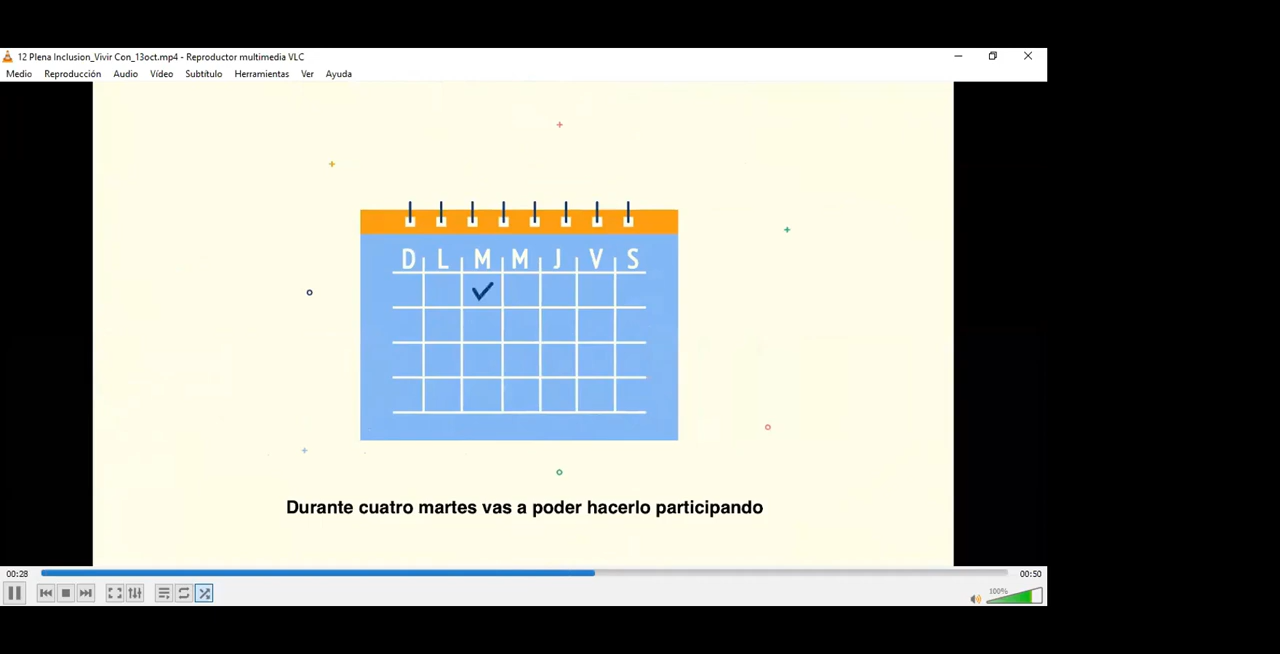 12 Plena Inclusion_Vivir Con_13oct.mp4 - Reproductor multimedia VLC
Medio Reproducción Audio Vídeo Subtítulo Herramientas Ver Ayuda
D L M M J V S
Durante cuatro martes vas a poder hacerlo participando
00:28 00:50
100%